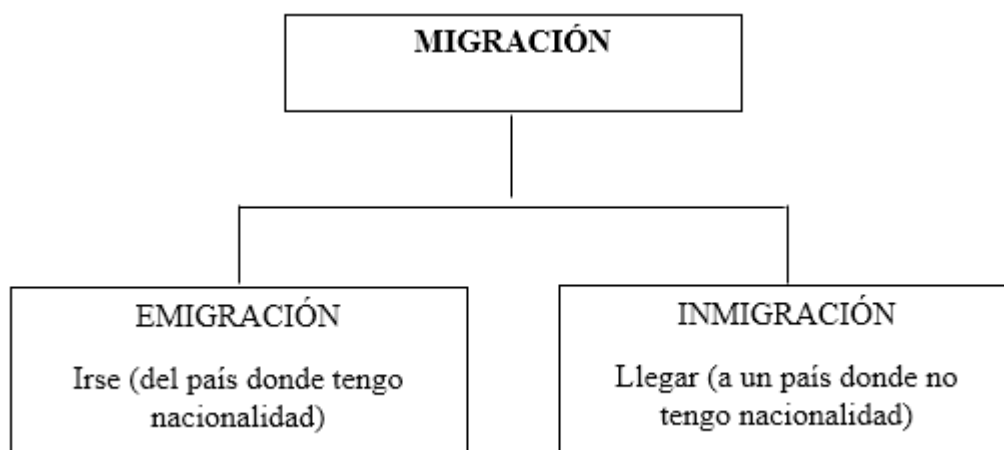 MIGRACIÓN
EMIGRACIÓN
Irse (del país donde tengo
nacionalidad)
INMIGRACIÓN
Llegar (a un país donde no
tengo nacionalidad)